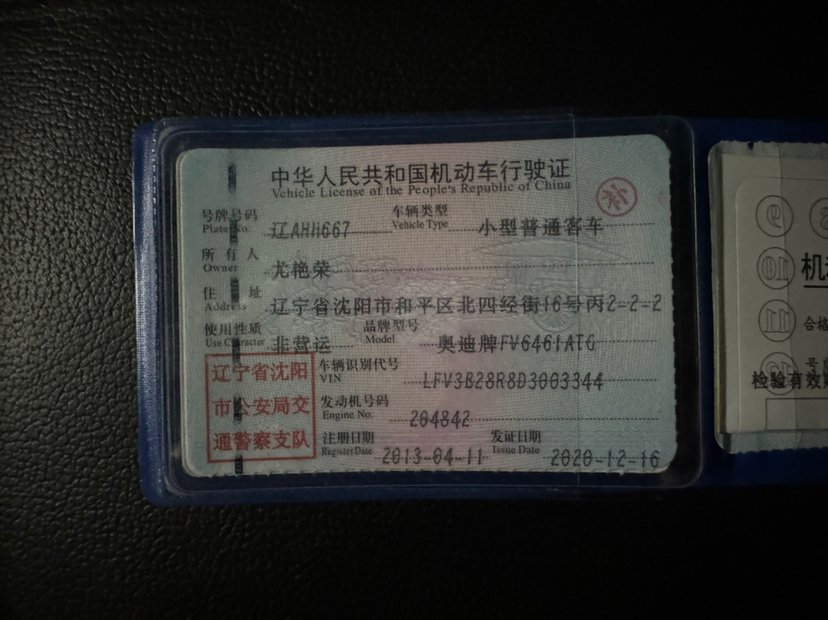 中华人民共和国机动车行驶证
Vehicle License of the People's Republic of China
补
号牌号码 辽AHH667 车辆类型 小型普通客车
Plate No. Vehicle Type
所有人 尤艳荣
Owner
住址 辽宁省沈阳市和平区北四经街16号丙2-2-2
Address
使用性质 非营运 品牌型号 奥迪牌FV6461ATG
Use Character Model
辽宁省沈阳
市公安局交
通警察支队
车辆识别代号 LFV3B28R8D3003344
VIN
发动机号码 204842
Engine No.
注册日期 2013-04-11 发证日期 2020-12-16
Register Date Issue Date
⑨
⑩ 机
⑪ 合格
号
检验有效